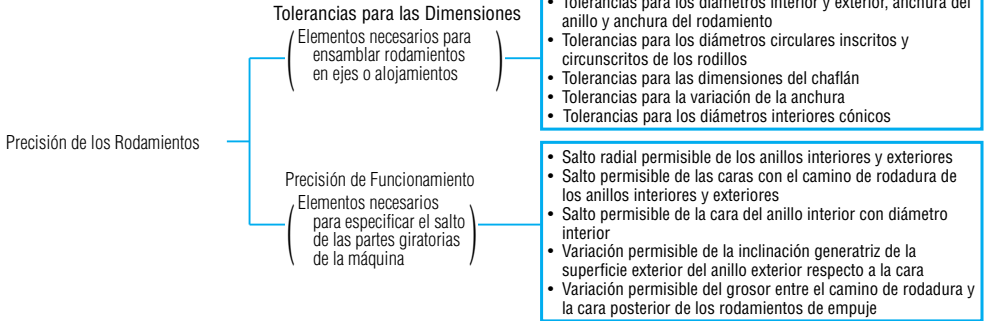 Precisión de los Rodamientos
Tolerancias para las Dimensiones
Elementos necesarios para
ensamblar rodamientos
en ejes o alojamientos
• Tolerancias para los diámetros interior y exterior, anchura del
anillo y anchura del rodamiento
• Tolerancias para los diámetros circulares inscritos y
circunscritos de los rodillos
• Tolerancias para las dimensiones del chaflán
• Tolerancias para la variación de la anchura
• Tolerancias para los diámetros interiores cónicos
Precisión de Funcionamiento
Elementos necesarios
para especificar el salto
de las partes giratorias
de la máquina
• Salto radial permisible de los anillos interiores y exteriores
• Salto permisible de las caras con el camino de rodadura de
los anillos interiores y exteriores
• Salto permisible de la cara del anillo interior con diámetro
interior
• Variación permisible de la inclinación generatriz de la
superficie exterior del anillo exterior respecto a la cara
• Variación permisible del grosor entre el camino de rodadura y
la cara posterior de los rodamientos de empuje